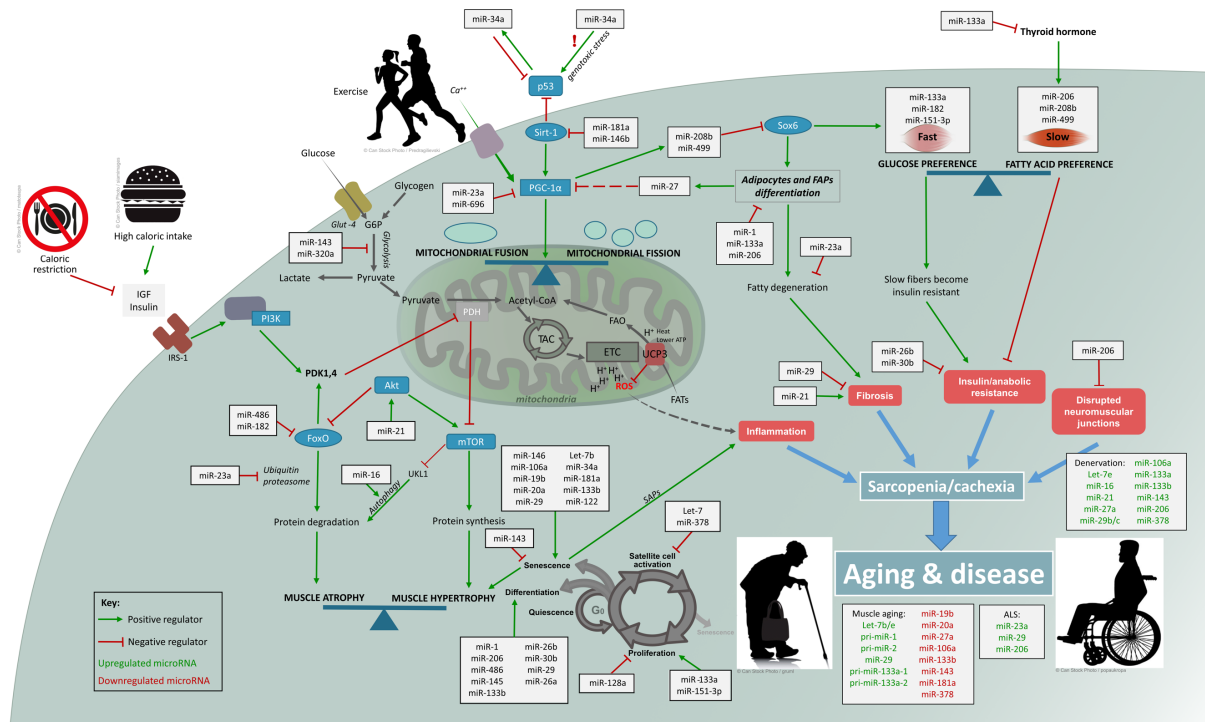 miR-34a
miR-34a
!
genotoxic stress
p53
Exercise
Ca++
Sirt-1
miR-181a
miR-146b
miR-208b
miR-499
Sox6
miR-133a
Thyroid hormone
miR-133a
miR-182
miR-151-3p
Fast
miR-206
miR-208b
miR-499
Slow
GLUCOSE PREFERENCE
FATTY ACID PREFERENCE
Glucose
Glycogen
Glut -4
G6P
Glycolysis
miR-23a
miR-696
PGC-1α
miR-27
Adipocytes and FAPs
differentiation
miR-1
miR-133a
miR-206
miR-23a
Fatty degeneration
Slow fibers become
insulin resistant
High caloric intake
Caloric
restriction
IGF
Insulin
IRS-1
PI3K
miR-143
miR-320a
Lactate
Pyruvate
Pyruvate
MITOCHONDRIAL FUSION
MITOCHONDRIAL FISSION
Acetyl-CoA
PDH
FAO
TAC
ETC
H+
Heat
Lower ATP
UCP3
H+
H+
H+
H+
H+
ROS
mitochondria
FATs
PDK1,4
Akt
miR-21
FoxO
miR-486
miR-182
miR-23a
Ubiquitin
proteasome
mTOR
UKL1
miR-16
Autophagy
Protein degradation
Protein synthesis
miR-146
miR-106a
miR-19b
miR-20a
miR-29
Let-7b
miR-34a
miR-181a
miR-133b
miR-122
SAPs
miR-29
miR-21
Fibrosis
miR-26b
miR-30b
Insulin/anabolic
resistance
miR-206
Disrupted
neuromuscular
junctions
Inflammation
Sarcopenia/cachexia
Denervation:
Let-7e
miR-16
miR-21
miR-27a
miR-29b/c
miR-106a
miR-133a
miR-133b
miR-143
miR-206
miR-378
miR-143
Senescence
Let-7
miR-378
Satellite cell
activation
Differentiation
Quiescence
G0
Senescence
Proliferation
MUSCLE ATROPHY
MUSCLE HYPERTROPHY
miR-1
miR-206
miR-486
miR-145
miR-133b
miR-26b
miR-30b
miR-29
miR-26a
miR-128a
miR-133a
miR-151-3p
Aging & disease
Muscle aging:
Let-7b/e
pri-miR-1
pri-miR-2
miR-29
pri-miR-133a-1
pri-miR-133a-2
miR-19b
miR-20a
miR-27a
miR-106a
miR-133b
miR-143
miR-181a
miR-378
ALS:
miR-23a
miR-29
miR-206
Key:
Positive regulator
Negative regulator
Upregulated microRNA
Downregulated microRNA